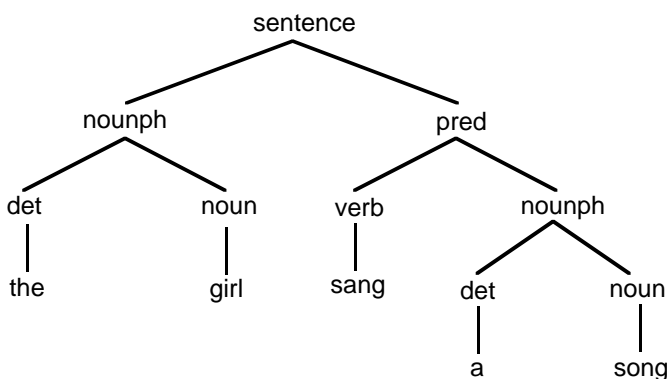 sentence
nounph pred
det noun verb nounph
the girl sang det noun
a song